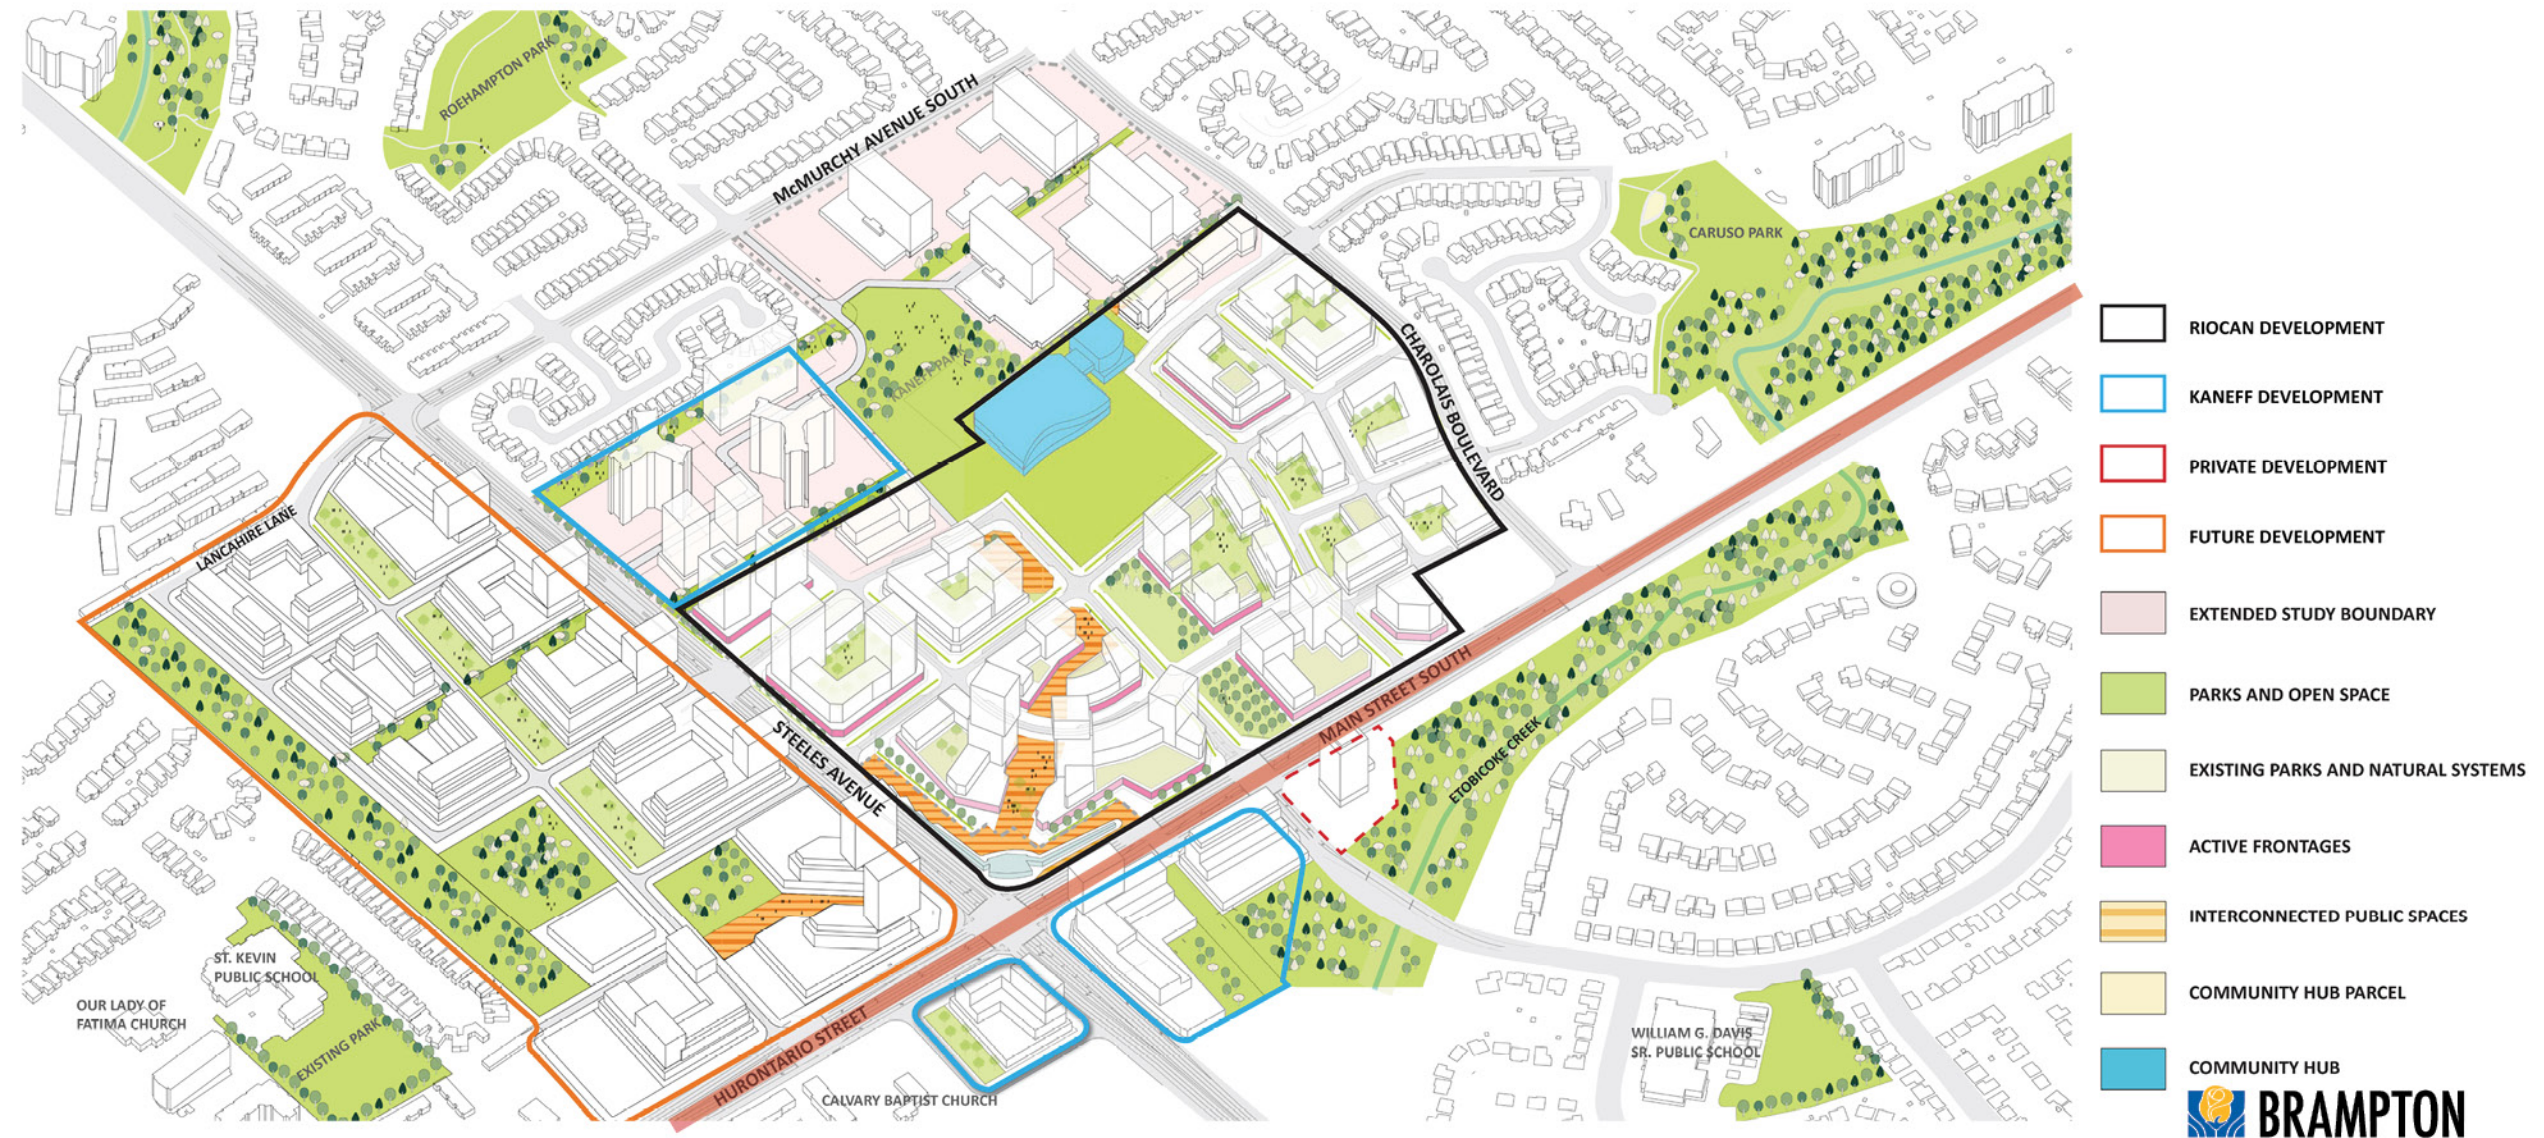 ROEHAMPTON PARK
McMURCHY AVENUE SOUTH
CARUSO PARK
KANEFF PARK
CHAROLAIS BOULEVARD
LANCAHIRE LANE
STEELES AVENUE
MAIN STREET SOUTH
ETOBICOKE CREEK
ST. KEVIN
PUBLIC SCHOOL
OUR LADY OF
FATIMA CHURCH
EXISTING PARK
HURONTARIO STREET
CALVARY BAPTIST CHURCH
WILLIAM G. DAVIS
SR. PUBLIC SCHOOL
RIOCAN DEVELOPMENT
KANEFF DEVELOPMENT
PRIVATE DEVELOPMENT
FUTURE DEVELOPMENT
EXTENDED STUDY BOUNDARY
PARKS AND OPEN SPACE
EXISTING PARKS AND NATURAL SYSTEMS
ACTIVE FRONTAGES
INTERCONNECTED PUBLIC SPACES
COMMUNITY HUB PARCEL
COMMUNITY HUB
BRAMPTON